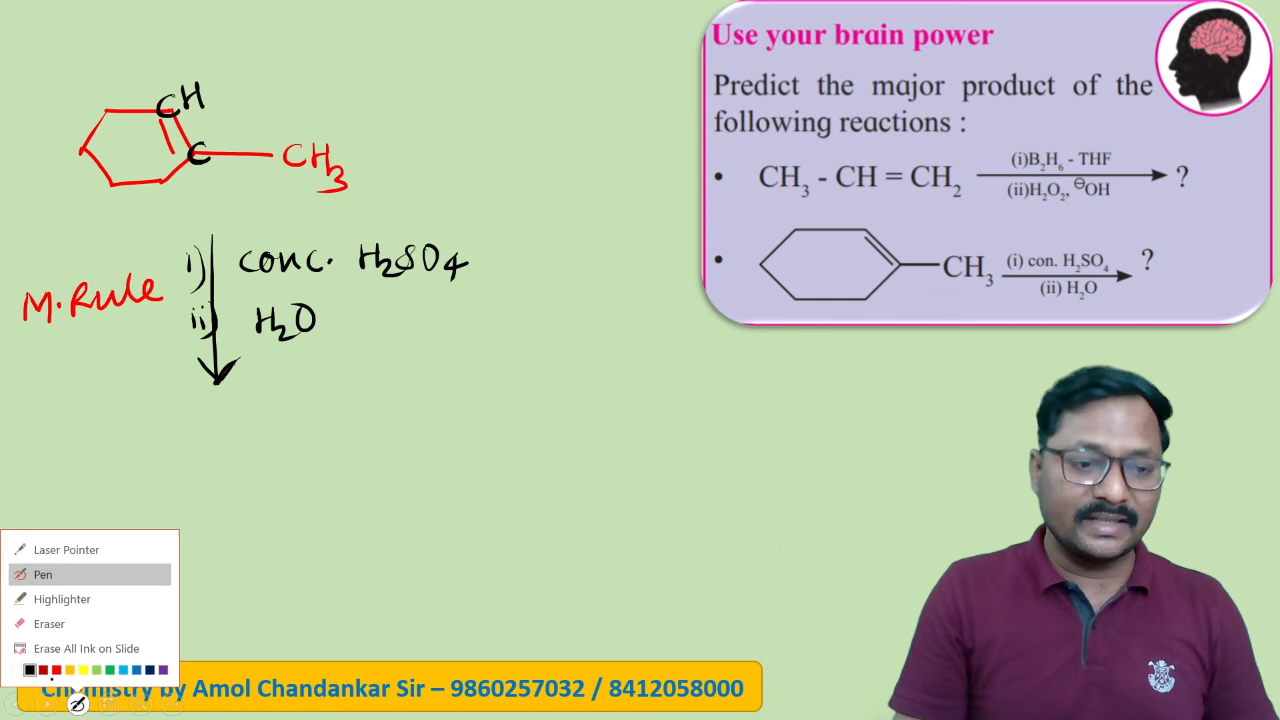 CH
C
CH3
M. Rule
i) conc. H2SO4
ii) H2O
Use your brain power
Predict the major product of the
following reactions :
• CH3 - CH = CH2 (i)B2H6 - THF ?
(ii)H2O2, ⊖OH
• CH3 (i) con. H2SO4 ?
(ii) H2O
Laser Pointer
Pen
Highlighter
Eraser
Erase All Ink on Slide
Chemistry by Amol Chandankar Sir – 9860257032 / 8412058000